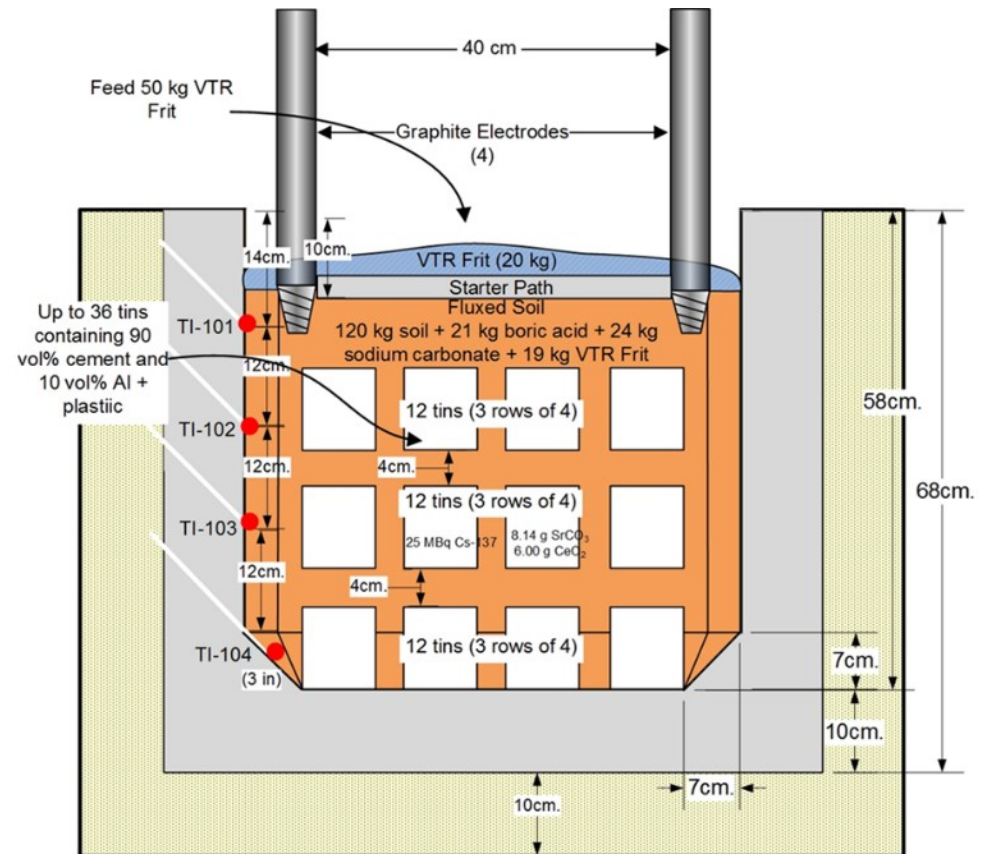 40 cm
Feed 50 kg VTR
Frit
Graphite Electrodes
(4)
14cm.
10cm.
VTR Frit (20 kg)
Starter Path
Fluxed Soil
120 kg soil + 21 kg boric acid + 24 kg
sodium carbonate + 19 kg VTR Frit
Up to 36 tins
containing 90
vol% cement and
10 vol% Al +
plastiic
TI-101
12cm.
12 tins (3 rows of 4)
58cm.
TI-102
4cm.
12cm.
68cm.
12 tins (3 rows of 4)
TI-103
25 MBq Cs-137
8.14 g SrCO3
6.00 g CeO2
12cm.
4cm.
12 tins (3 rows of 4)
TI-104
(3 in)
7cm.
10cm.
7cm.
10cm.